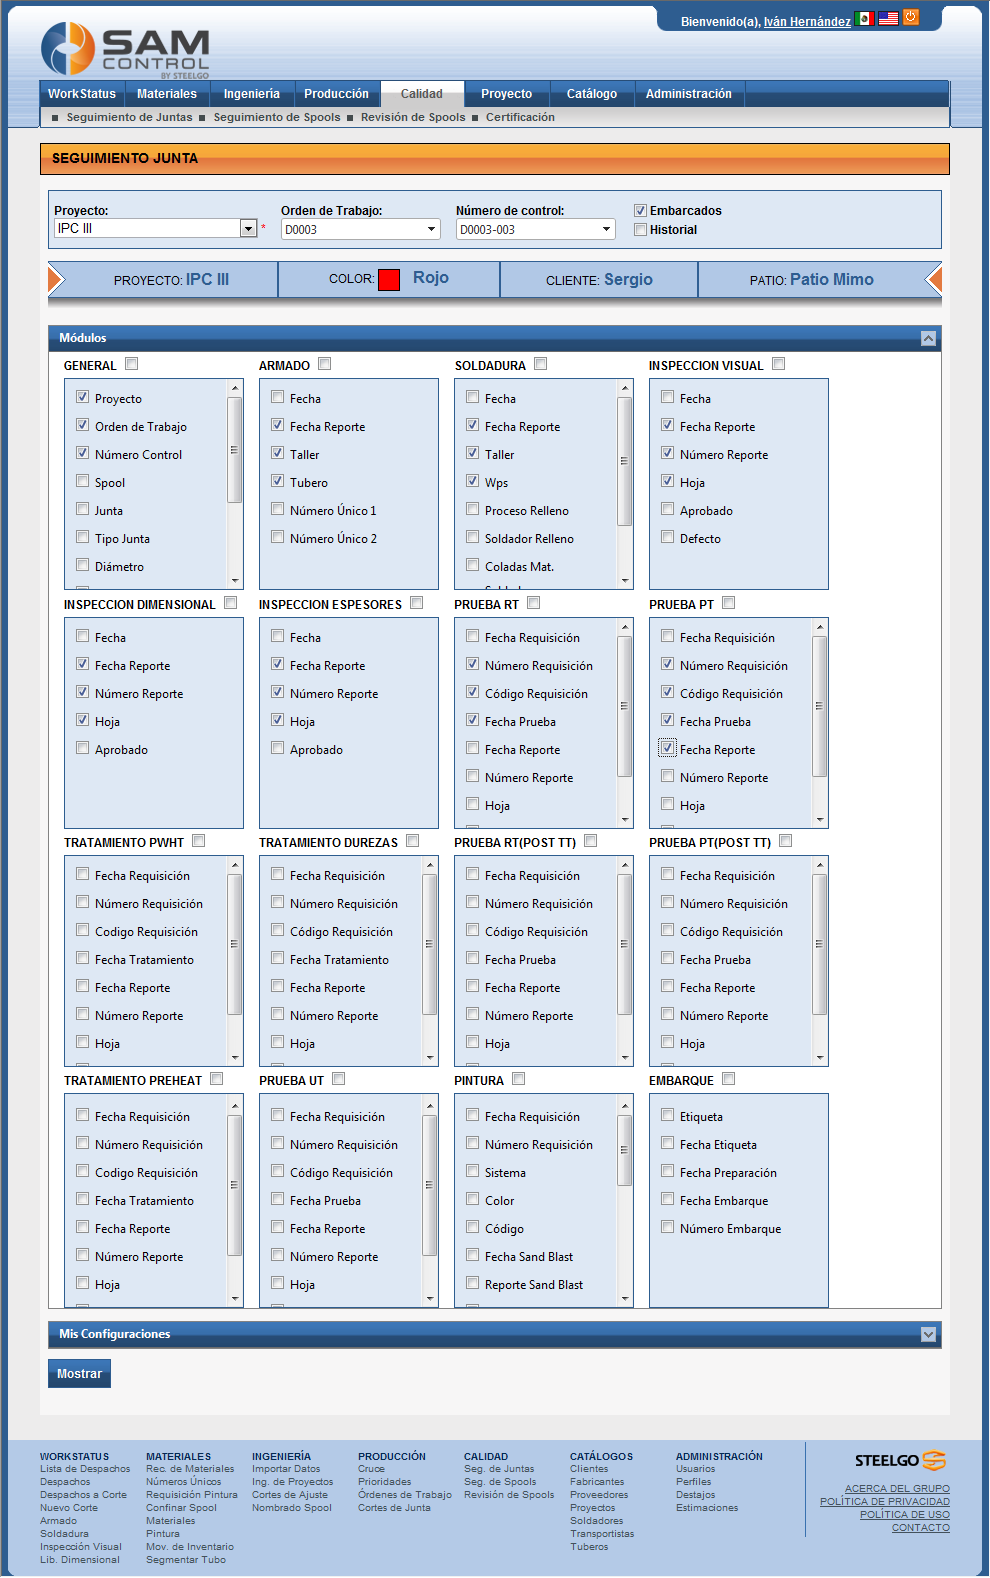 Bienvenido(a), Iván Hernández
SAM
CONTROL
BY STEELGO
WorkStatus Materiales Ingeniería Producción Calidad Proyecto Catálogo Administración
Seguimiento de Juntas Seguimiento de Spools Revisión de Spools Certificación
SEGUIMIENTO JUNTA
Proyecto: Orden de Trabajo: Número de control: Embarcados
IPC III * D0003 D0003-003 Historial
PROYECTO: IPC III COLOR: Rojo CLIENTE: Sergio PATIO: Patio Mimo
Módulos
GENERAL ARMADO SOLDADURA INSPECCION VISUAL
Proyecto Fecha Fecha Fecha
Orden de Trabajo Fecha Reporte Fecha Reporte Fecha Reporte
Número Control Taller Taller Número Reporte
Spool Tubero Wps Hoja
Junta Número Único 1 Proceso Relleno Aprobado
Tipo Junta Número Único 2 Soldador Relleno Defecto
Diámetro Coladas Mat.
INSPECCION DIMENSIONAL INSPECCION ESPESORES PRUEBA RT PRUEBA PT
Fecha Fecha Fecha Requisición Fecha Requisición
Fecha Reporte Fecha Reporte Número Requisición Número Requisición
Número Reporte Número Reporte Código Requisición Código Requisición
Hoja Hoja Fecha Prueba Fecha Prueba
Aprobado Aprobado Fecha Reporte Fecha Reporte
Número Reporte Número Reporte
Hoja Hoja
TRATAMIENTO PWHT TRATAMIENTO DUREZAS PRUEBA RT(POST TT) PRUEBA PT(POST TT)
Fecha Requisición Fecha Requisición Fecha Requisición Fecha Requisición
Número Requisición Número Requisición Número Requisición Número Requisición
Codigo Requisición Código Requisición Código Requisición Código Requisición
Fecha Tratamiento Fecha Tratamiento Fecha Prueba Fecha Prueba
Fecha Reporte Fecha Reporte Fecha Reporte Fecha Reporte
Número Reporte Número Reporte Número Reporte Número Reporte
Hoja Hoja Hoja Hoja
TRATAMIENTO PREHEAT PRUEBA UT PINTURA EMBARQUE
Fecha Requisición Fecha Requisición Fecha Requisición Etiqueta
Número Requisición Número Requisición Número Requisición Fecha Etiqueta
Codigo Requisición Código Requisición Sistema Fecha Preparación
Fecha Tratamiento Fecha Prueba Color Fecha Embarque
Fecha Reporte Fecha Reporte Código Número Embarque
Número Reporte Número Reporte Fecha Sand Blast
Hoja Hoja Reporte Sand Blast
Mis Configuraciones
Mostrar
WORKSTATUS MATERIALES INGENIERÍA PRODUCCIÓN CALIDAD CATÁLOGOS ADMINISTRACIÓN STEELGO
Lista de Despachos Rec. de Materiales Importar Datos Cruce Seg. de Juntas Clientes Usuarios
Despachos Números Únicos Ing. de Proyectos Prioridades Seg. de Spools Fabricantes Perfiles
Despachos a Corte Requisición Pintura Cortes de Ajuste Órdenes de Trabajo Revisión de Spools Proveedores Destajos
Nuevo Corte Confinar Spool Nombrado Spool Cortes de Junta Proyectos Estimaciones
Armado Materiales Soldadores
Soldadura Pintura Transportistas
Inspección Visual Mov. de Inventario Tuberos
Lib. Dimensional Segmentar Tubo
ACERCA DEL GRUPO
POLÍTICA DE PRIVACIDAD
POLÍTICA DE USO
CONTACTO